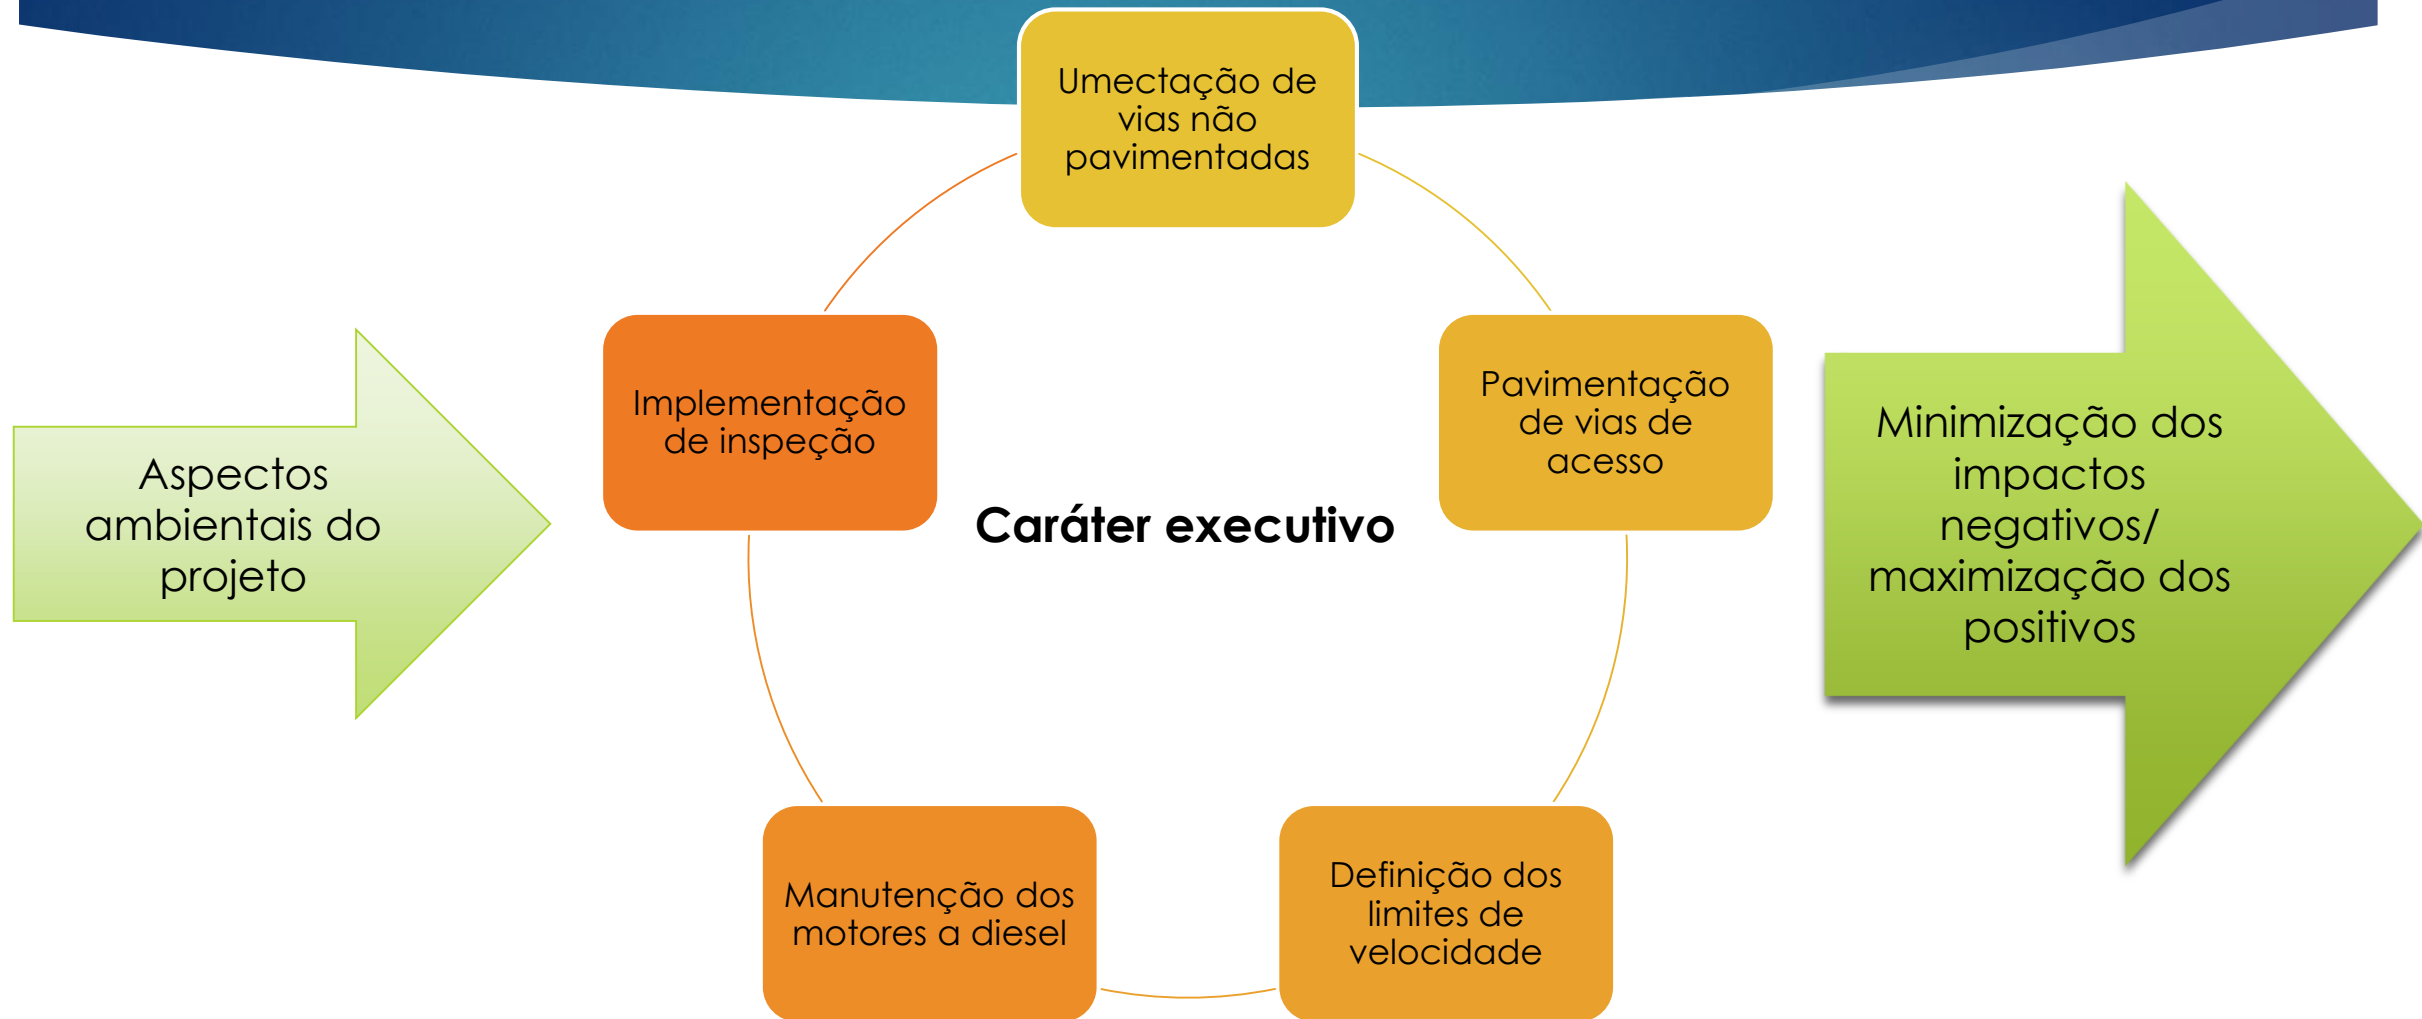 Umectação de
vias não
pavimentadas
Pavimentação
de vias de
acesso
Definição dos
limites de
velocidade
Manutenção dos
motores a diesel
Implementação
de inspeção
Caráter executivo
Aspectos
ambientais do
projeto
Minimização dos
impactos
negativos/
maximização dos
positivos